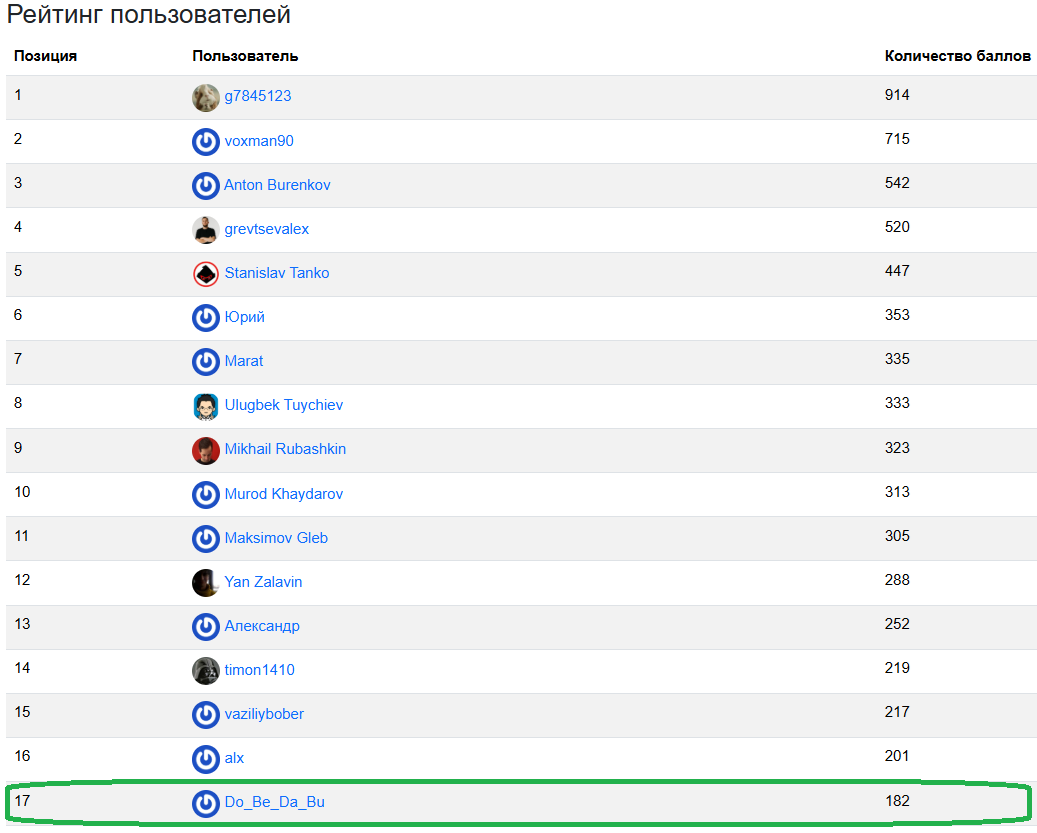 Рейтинг пользователей
Позиция Пользователь Количество баллов
1 g7845123 914
2 voxman90 715
3 Anton Burenkov 542
4 grevtsevalex 520
5 Stanislav Tanko 447
6 Юрий 353
7 Marat 335
8 Ulugbek Tuychiev 333
9 Mikhail Rubashkin 323
10 Murod Khaydarov 313
11 Maksimov Gleb 305
12 Yan Zalavin 288
13 Александр 252
14 timon1410 219
15 vaziliybober 217
16 alx 201
17 Do_Be_Da_Bu 182